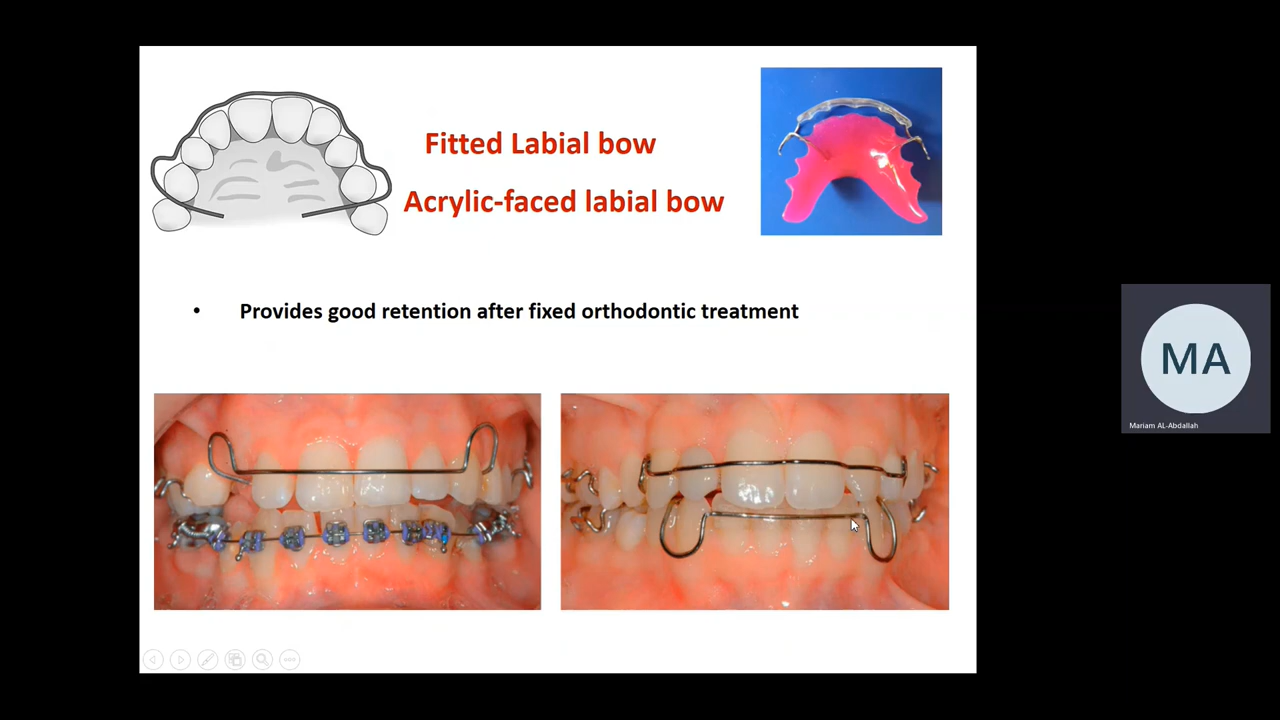 Fitted Labial bow
Acrylic-faced labial bow
• Provides good retention after fixed orthodontic treatment
MA
Mariam AL-Abdallah